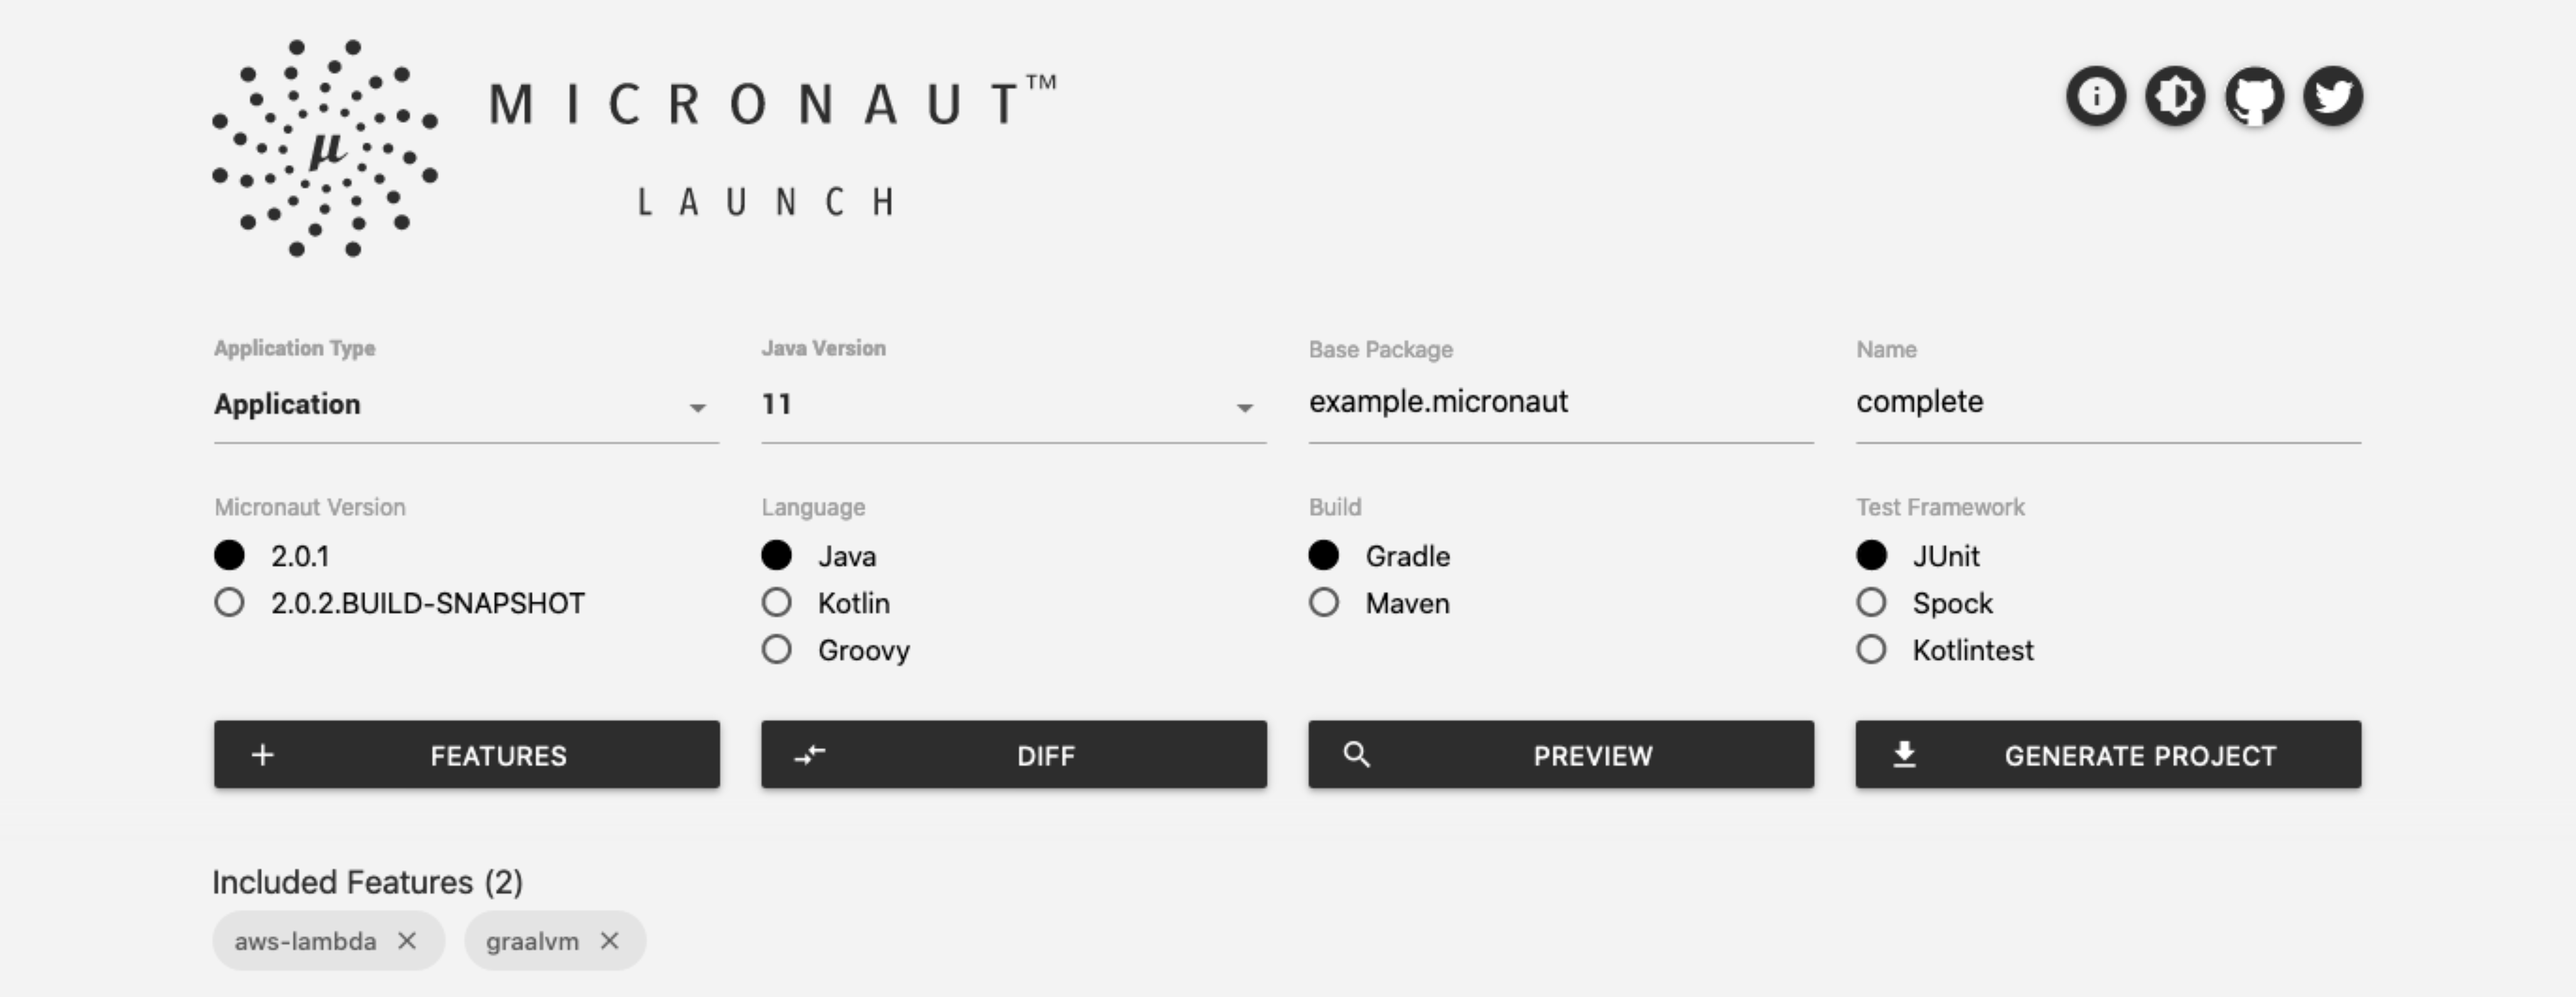 µ
MICRONAUT™
LAUNCH
Application Type
Application
Java Version
11
Base Package
example.micronaut
Name
complete
Micronaut Version
2.0.1
2.0.2.BUILD-SNAPSHOT
Language
Java
Kotlin
Groovy
Build
Gradle
Maven
Test Framework
JUnit
Spock
Kotlintest
FEATURES
DIFF
PREVIEW
GENERATE PROJECT
Included Features (2)
aws-lambda
graalvm